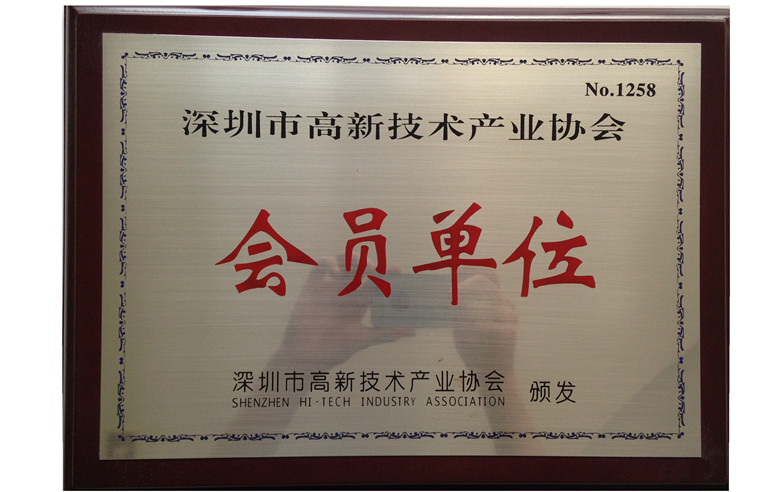 No.1258
深圳市高新技术产业协会
会员单位
深圳市高新技术产业协会 颁发
SHENZHEN HI-TECH INDUSTRY ASSOCIATION